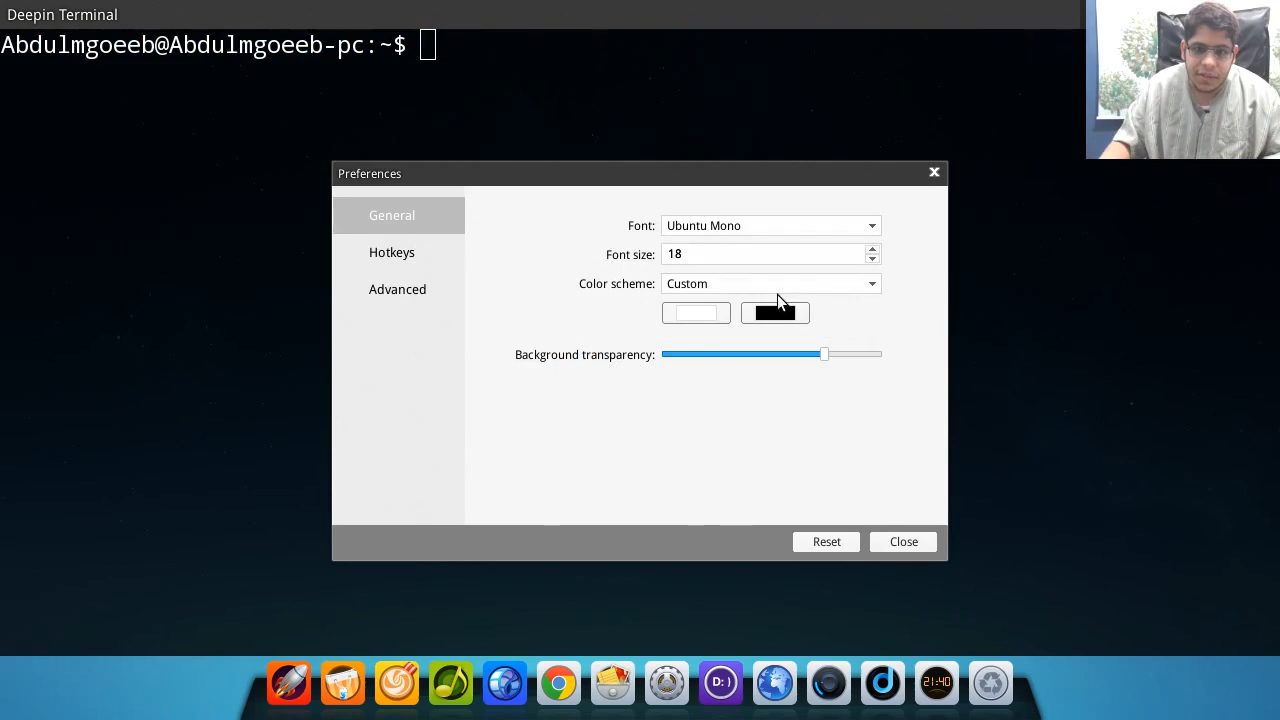 Deepin Terminal
Abdulmgoeeb@Abdulmgoeeb-pc:~$
Preferences
General
Hotkeys
Advanced
Font: Ubuntu Mono
Font size: 18
Color scheme: Custom
Background transparency:
Reset Close
D:) 21:40